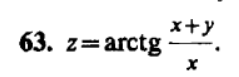 63. z = arctg x+y/x.